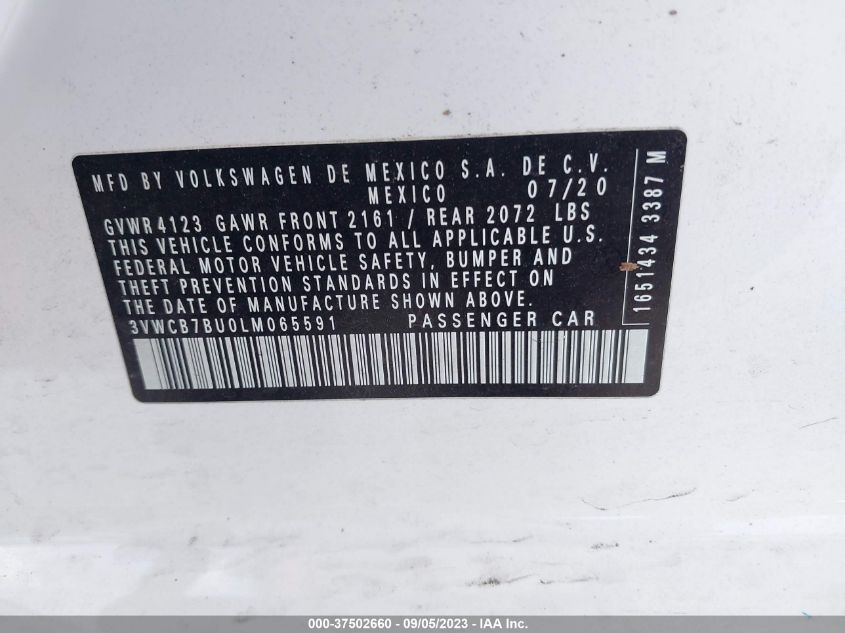 MFD BY VOLKSWAGEN DE MEXICO S.A. DE C.V.
MEXICO 07/20
GVWR 4123 GAWR FRONT 2161 / REAR 2072 LBS
THIS VEHICLE CONFORMS TO ALL APPLICABLE U.S.
FEDERAL MOTOR VEHICLE SAFETY, BUMPER AND
THEFT PREVENTION STANDARDS IN EFFECT ON
THE DATE OF MANUFACTURE SHOWN ABOVE.
3VWCB7BU0LM065591 PASSENGER CAR
1651434 3387 M
000-37502660 - 09/05/2023 - IAA Inc.